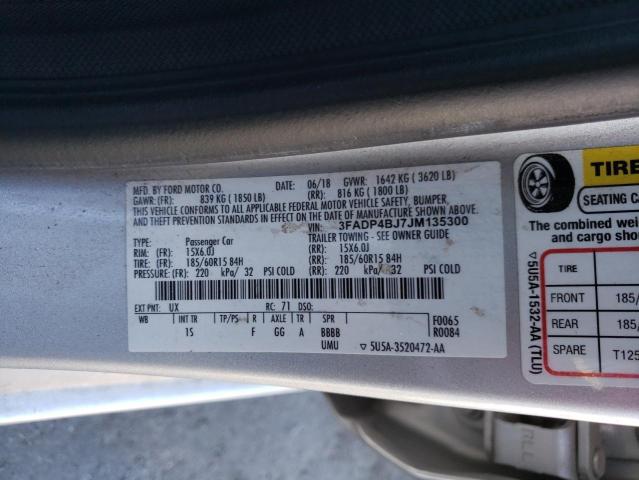 MFD. BY FORD MOTOR CO.
DATE: 06/18 GVWR: 1642 KG ( 3620 LB)
GAWR: (FR): 839 KG ( 1850 LB) (RR): 816 KG ( 1800 LB)
THIS VEHICLE CONFORMS TO ALL APPLICABLE FEDERAL MOTOR VEHICLE SAFETY, BUMPER,
AND THEFT PREVENTION STANDARDS IN EFFECT ON THE DATE OF MANUFACTURE SHOWN ABOVE.
VIN: 3FADP4BJ7JM135300
TYPE: Passenger Car TRAILER TOWING - SEE OWNER GUIDE
RIM: (FR): 15X6.0J (RR): 15X6.0J
TIRE: (FR): 185/60R15 84H (RR): 185/60R15 84H
PRESSURE: (FR): 220 kPa/ 32 PSI COLD (RR): 220 kPa/ 32 PSI COLD
EXT PNT: UX RC: 71 DSO:
WB INT TR TP/PS R AXLE TR SPR F0065
1S F GG A BBBB R0084
UMU ▽5U5A-3520472-AA
TIRE
SEATING CA
The combined wei
and cargo shou
TIRE
FRONT 185/
REAR 185/
SPARE T125
▽5U5A-1532-AA (TLU)